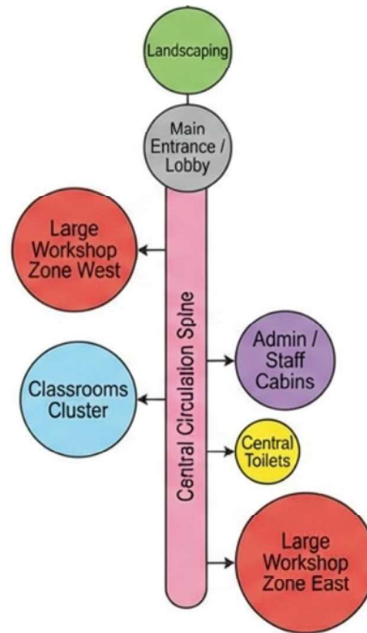 Landscaping
Main
Entrance /
Lobby
Large
Workshop
Zone West
Central Circulation Spine
Admin /
Staff
Cabins
Classrooms
Cluster
Central
Toilets
Large
Workshop
Zone East